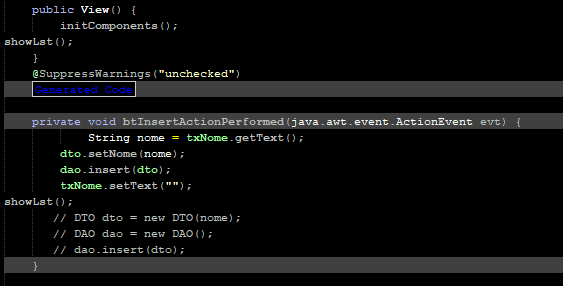 public View() {
initComponents();
showLst();
}
@SuppressWarnings("unchecked")
Generated Code
private void btInsertActionPerformed(java.awt.event.ActionEvent evt) {
String nome = txNome.getText();
dto.setNome(nome);
dao.insert(dto);
txNome.setText("");
showLst();
// DTO dto = new DTO(nome);
// DAO dao = new DAO();
// dao.insert(dto);
}